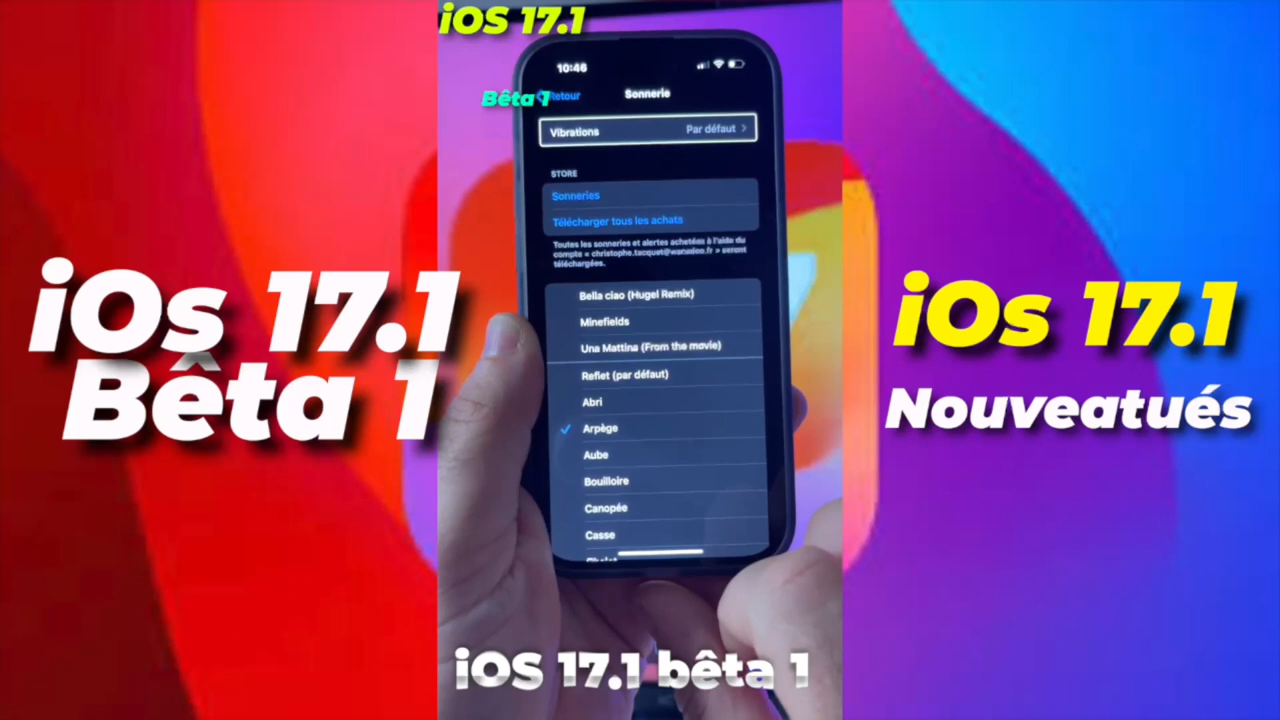 iOS 17.1
10:46
Bêta 1
Retour
Sonnerie
Vibrations
Par défaut
STORE
Sonneries
Télécharger tous les achats
Toutes les sonneries et alertes achetées à l'aide du
compte « christophe.tacquet@wanadoo.fr » seront
téléchargées.
Bella ciao (Hugel Remix)
Minefields
Una Mattina (From the movie)
Reflet (par défaut)
Abri
Arpège
Aube
Bouilloire
Canopée
Casse
iOs 17.1
Bêta 1
iOs 17.1
Nouveatués
iOS 17.1 bêta 1